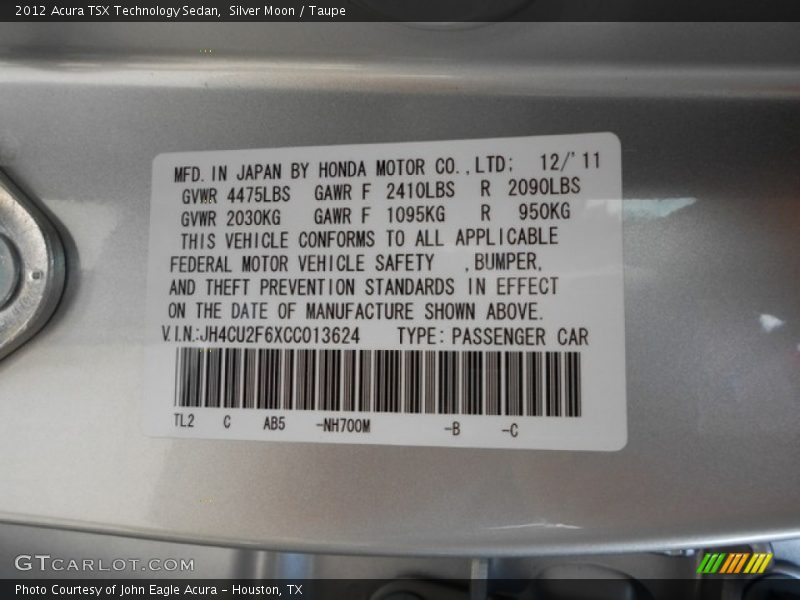 2012 Acura TSX Technology Sedan, Silver Moon / Taupe
MFD. IN JAPAN BY HONDA MOTOR CO., LTD; 12/'11
GVWR 4475LBS GAWR F 2410LBS R 2090LBS
GVWR 2030KG GAWR F 1095KG R 950KG
THIS VEHICLE CONFORMS TO ALL APPLICABLE
FEDERAL MOTOR VEHICLE SAFETY ,BUMPER,
AND THEFT PREVENTION STANDARDS IN EFFECT
ON THE DATE OF MANUFACTURE SHOWN ABOVE.
V.I.N.:JH4CU2F6XCC013624 TYPE: PASSENGER CAR
TL2 C AB5 -NH700M -B -C
GTCARLOT.COM
Photo Courtesy of John Eagle Acura - Houston, TX